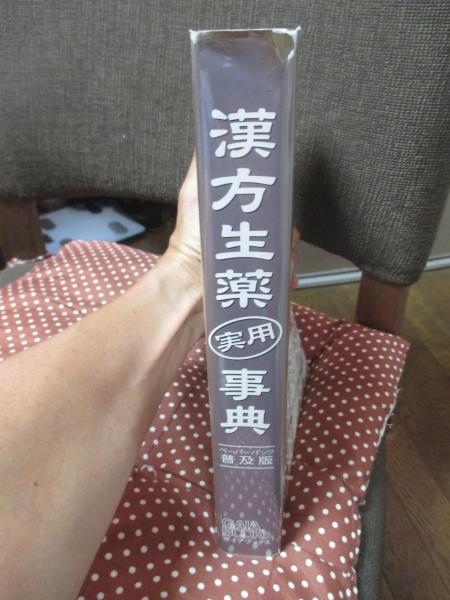 漢方生薬
実用
事典
ペーパーバック
普及版
GAIA
BOOKS
ガイアブックス